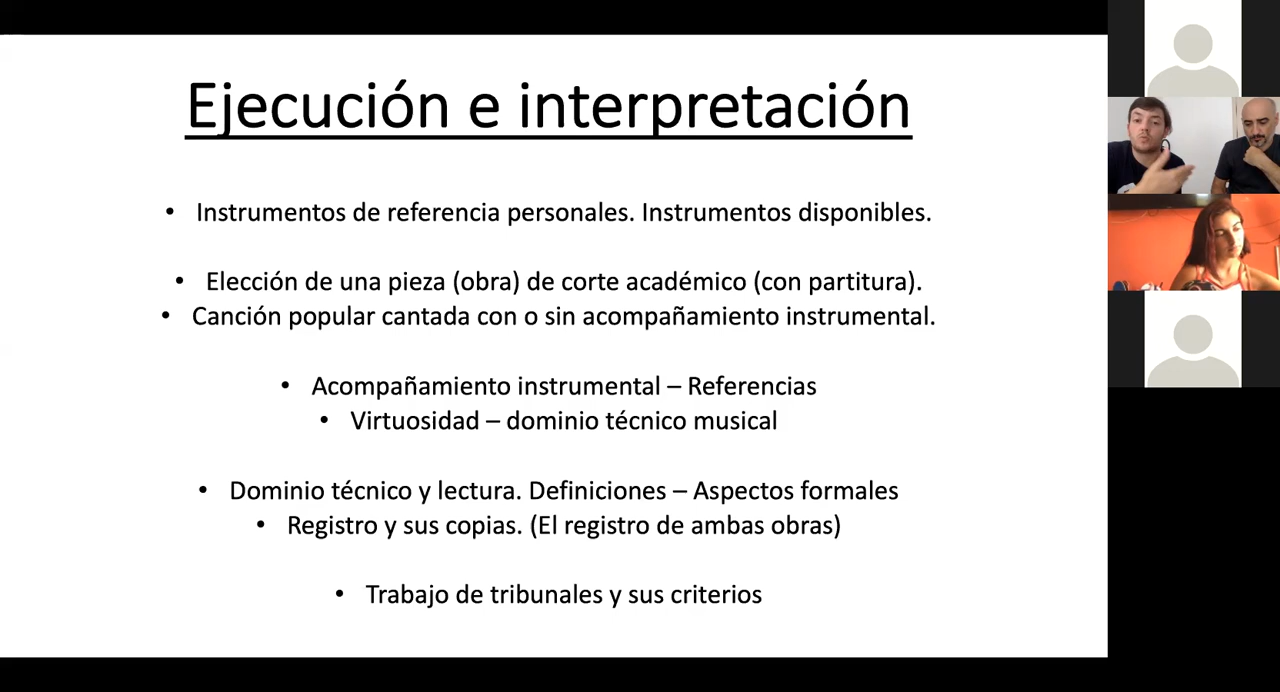 Ejecución e interpretación
• Instrumentos de referencia personales. Instrumentos disponibles.
• Elección de una pieza (obra) de corte académico (con partitura).
• Canción popular cantada con o sin acompañamiento instrumental.
• Acompañamiento instrumental – Referencias
• Virtuosidad – dominio técnico musical
• Dominio técnico y lectura. Definiciones – Aspectos formales
• Registro y sus copias. (El registro de ambas obras)
• Trabajo de tribunales y sus criterios